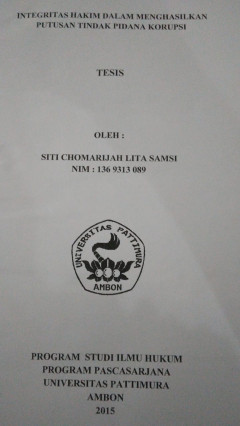 INTEGRITAS HAKIM DALAM MENGHASILKAN
PUTUSAN TINDAK PIDANA KORUPSI
TESIS
OLEH :
SITI CHOMARIJAH LITA SAMSI
NIM : 136 9313 089
UNIVERSITAS PATTIMURA
AMBON
PROGRAM STUDI ILMU HUKUM
PROGRAM PASCASARJANA
UNIVERSITAS PATTIMURA
AMBON
2015